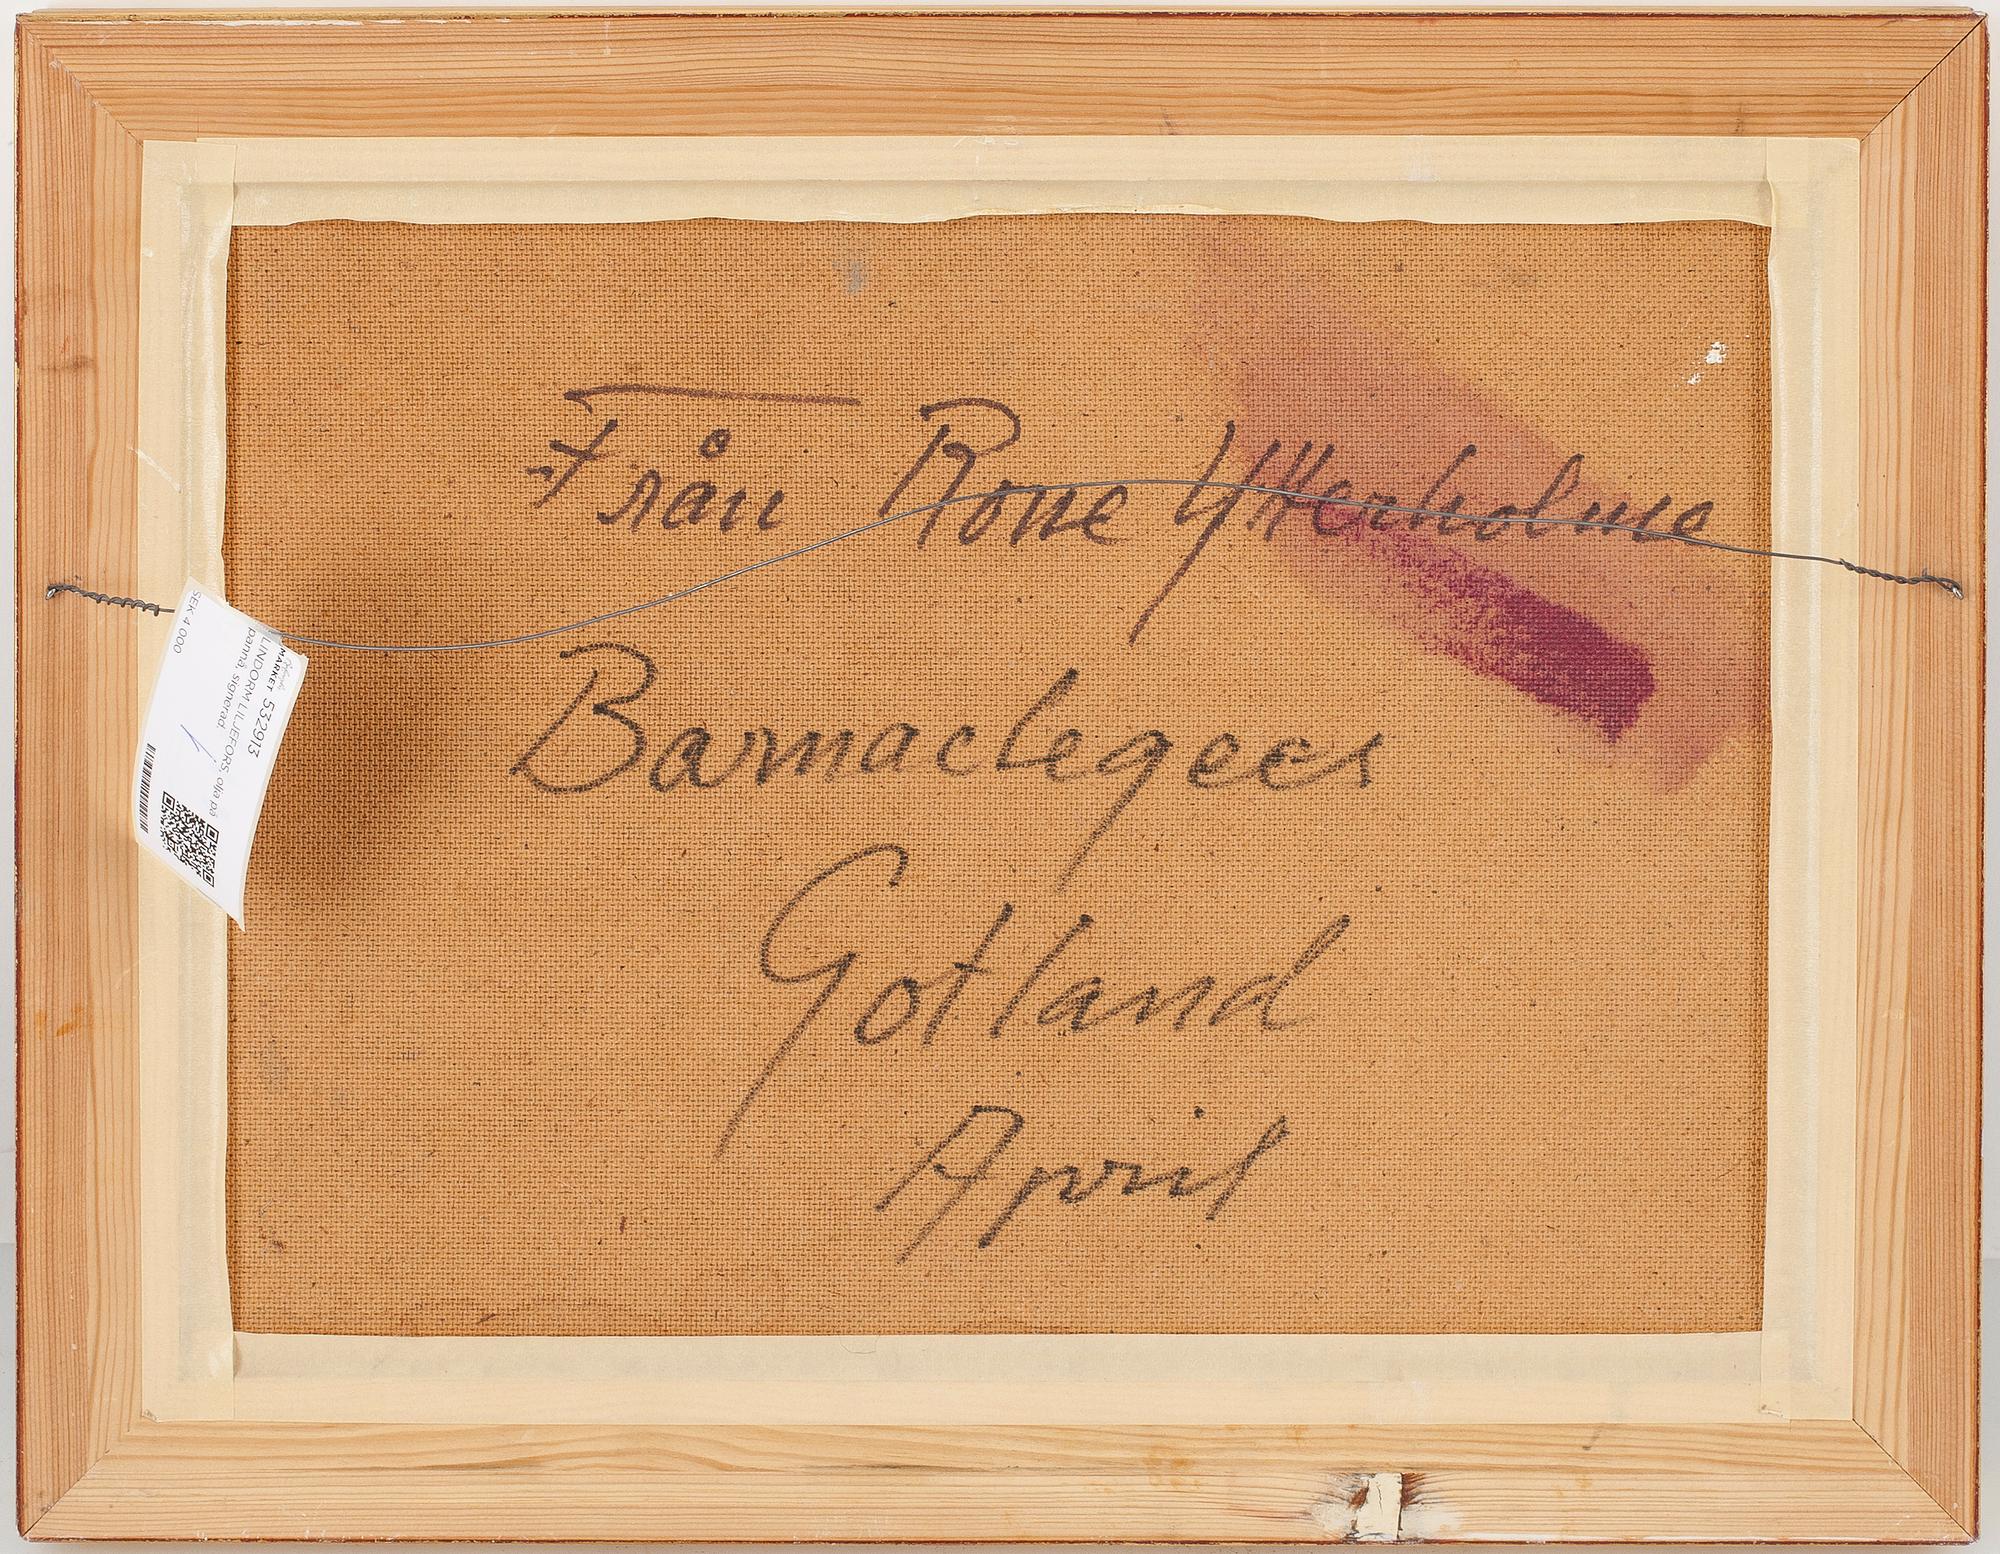 Från Rone Ytterholme
Barnaclegees
Gotland
April
MARKET 532913
LINDORM LILJEFORS, olja på
pannå, signerad.
SEK 4 000